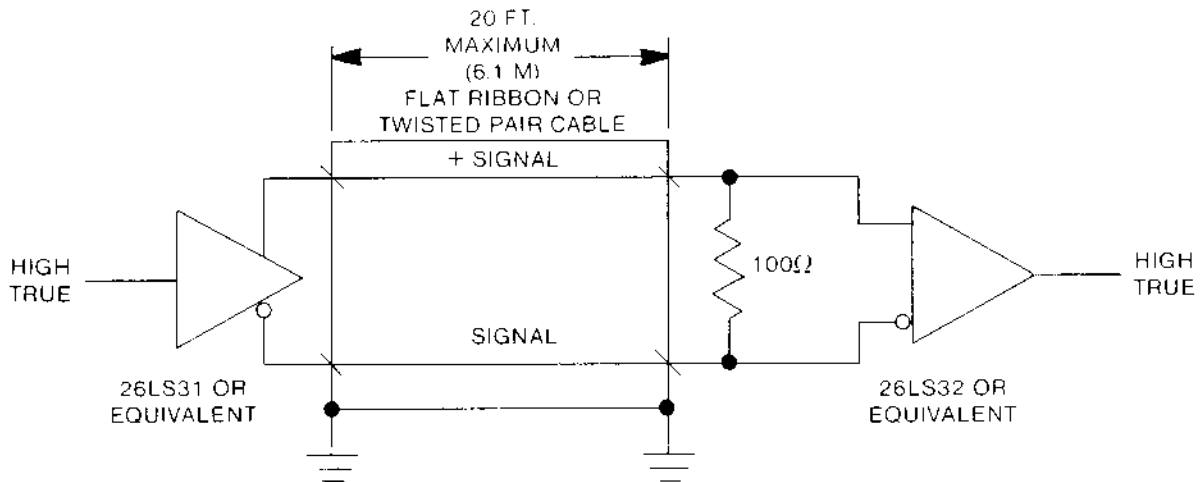 20 FT.
MAXIMUM
(6.1 M)
FLAT RIBBON OR
TWISTED PAIR CABLE
+ SIGNAL
HIGH
TRUE
100Ω
HIGH
TRUE
SIGNAL
26LS31 OR
EQUIVALENT
26LS32 OR
EQUIVALENT